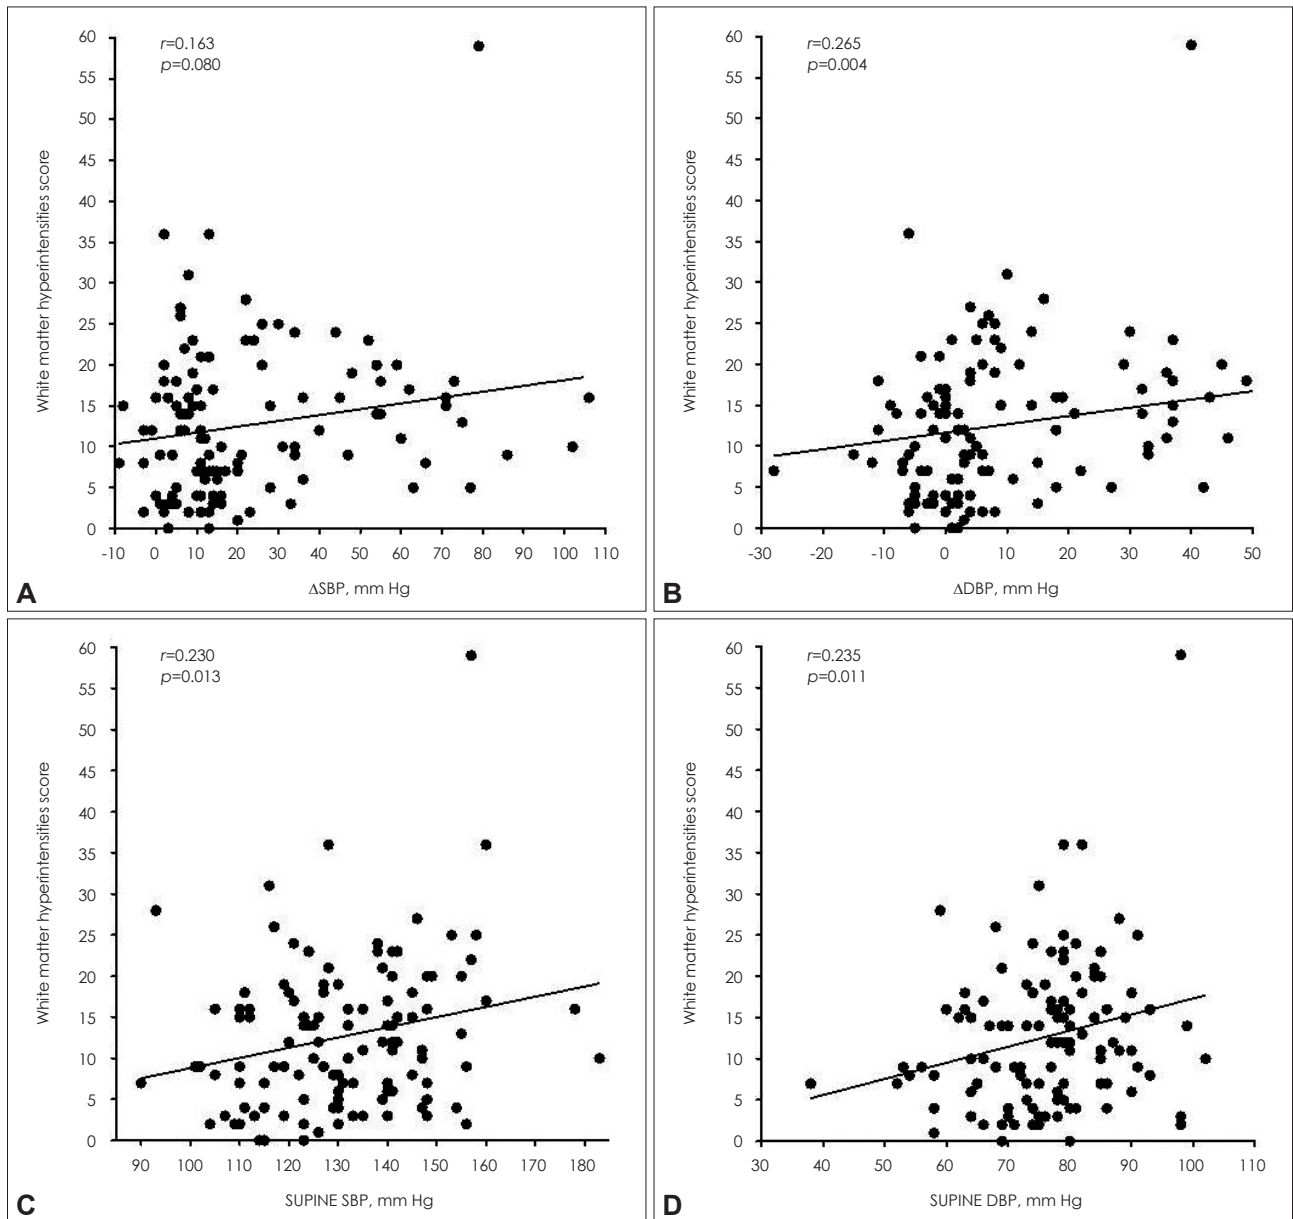 r=0.163
p=0.080
60
55
50
45
40
35
30
25
20
15
10
5
0
White matter hyperintensities score
-10 0 10 20 30 40 50 60 70 80 90 100 110
ΔSBP, mm Hg
A
r=0.265
p=0.004
60
55
50
45
40
35
30
25
20
15
10
5
0
White matter hyperintensities score
-30 -20 -10 0 10 20 30 40 50
ΔDBP, mm Hg
B
r=0.230
p=0.013
60
55
50
45
40
35
30
25
20
15
10
5
0
White matter hyperintensities score
90 100 110 120 130 140 150 160 170 180
SUPINE SBP, mm Hg
C
r=0.235
p=0.011
60
55
50
45
40
35
30
25
20
15
10
5
0
White matter hyperintensities score
30 40 50 60 70 80 90 100 110
SUPINE DBP, mm Hg
D